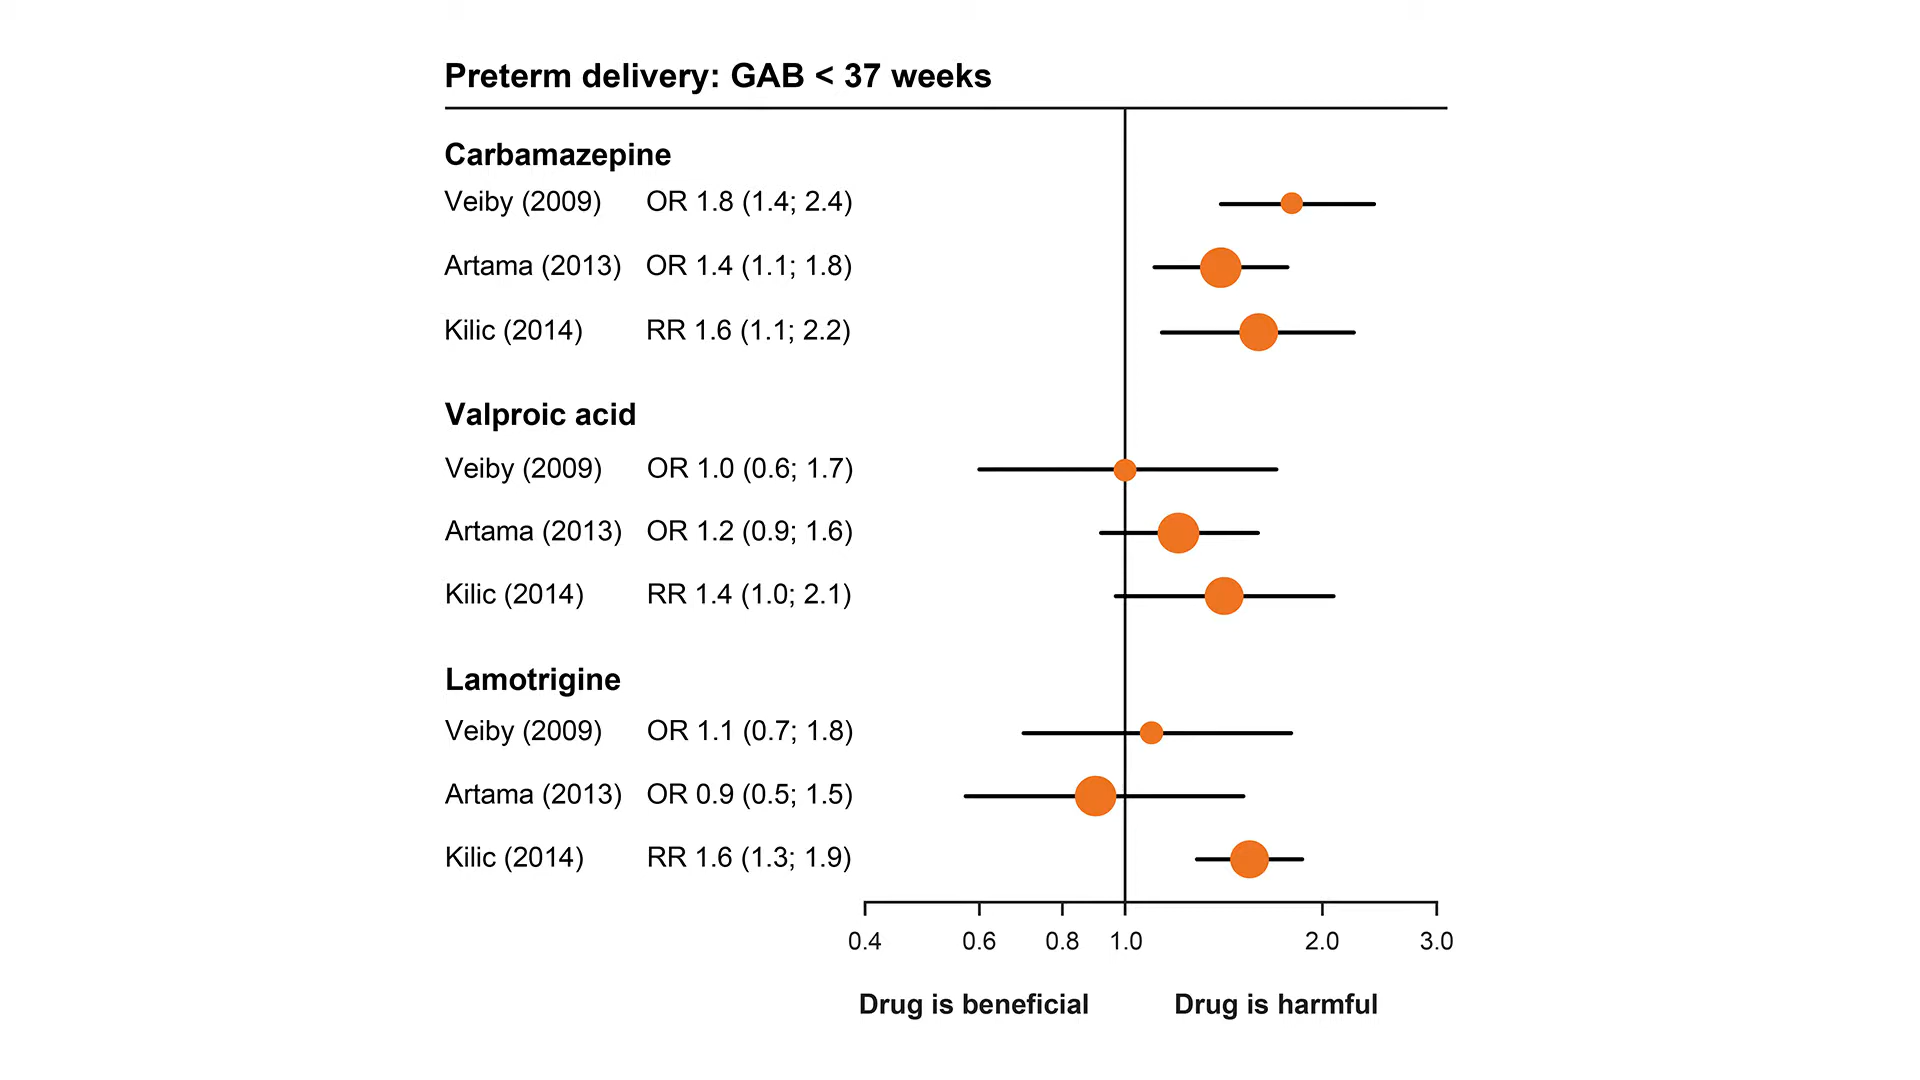 Preterm delivery: GAB < 37 weeks
Carbamazepine
Veiby (2009) OR 1.8 (1.4; 2.4)
Artama (2013) OR 1.4 (1.1; 1.8)
Kilic (2014) RR 1.6 (1.1; 2.2)
Valproic acid
Veiby (2009) OR 1.0 (0.6; 1.7)
Artama (2013) OR 1.2 (0.9; 1.6)
Kilic (2014) RR 1.4 (1.0; 2.1)
Lamotrigine
Veiby (2009) OR 1.1 (0.7; 1.8)
Artama (2013) OR 0.9 (0.5; 1.5)
Kilic (2014) RR 1.6 (1.3; 1.9)
0.4 0.6 0.8 1.0 2.0 3.0
Drug is beneficial Drug is harmful